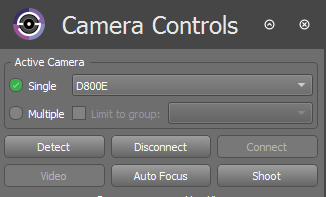 Camera Controls
Active Camera
Single D800E
Multiple Limit to group:
Detect Disconnect Connect
Video Auto Focus Shoot